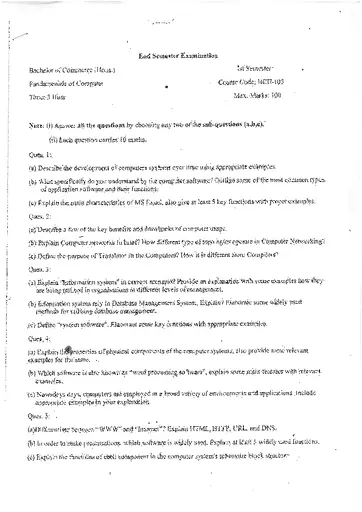 End Semester Examination
Bachelor of Commerce (Hons.)
Ist Semester
Fundamentals of Computer
Course Code:
Time: 3 Hour
Max. Marks: 100
Note: (i) Answer all the questions by choosing any two of the sub-questions (a,b,c).
(ii) Each question carries 10 marks.
Ques. 1:
(a) Describe the development of computers systems over time using appropriate examples.
(b) What specifically do you understand by the computer software? Outline some of the most common types
of application software and their functions.
(c) Explain the main characteristics of MS Excel, also give at least 5 key functions with proper examples.
Ques. 2:
(a) Describe a few of the key benefits and drawbacks of computer usage.
(b) Explain Computer networks in brief? How different type of topologies operate in Computer Networking?
(c) Define the purpose of Translator in the Computers? How is it different from Compilers?
Ques. 3:
(a) Explain "Information system" in current scenario? Provide an explanation with some examples how they
are being utilized in organizations at different levels of management.
(b) Information systems rely in Database Management System, Explain? Elaborate some widely used
methods for utilising database management.
(c) Define "system software". Elaborate some key functions with appropriate examples.
Ques. 4:
(a) Explain the properties of physical components of the computer systems, also provide some relevant
examples for the same.
(b) Which software is also known as "word processing software", explain some main features with relevant
examples.
(c) Nowadays days, computers are employed in a broad variety of environments and applications. Include
appropriate examples in your explanation.
Ques. 5:
(a) Differentiate between "WWW" and "Internet"? Explain HTML, HTTP, URL, and DNS.
(b) In order to make presentations, which software is widely used. Explain at least 5 widely used functions.
(c) Explain the functions of each component in the computer system's schematic block structure